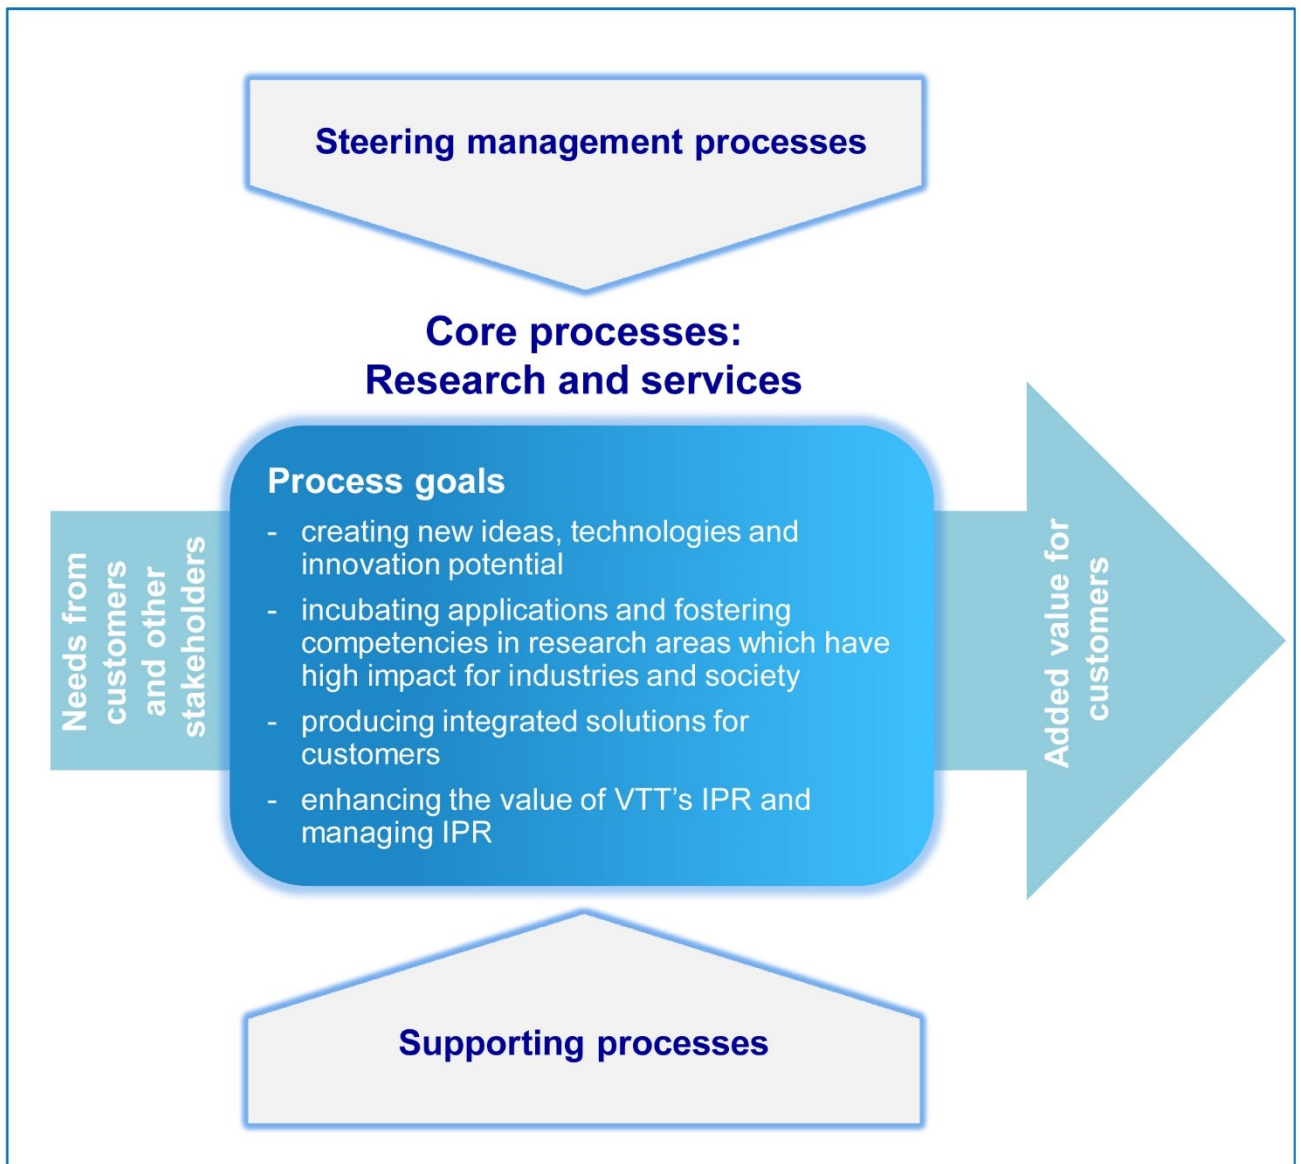 Steering management processes
Core processes:
Research and services
Process goals
- creating new ideas, technologies and
innovation potential
- incubating applications and fostering
competencies in research areas which have
high impact for industries and society
- producing integrated solutions for
customers
- enhancing the value of VTT’s IPR and
managing IPR
Needs from
customers
and other
stakeholders
Added value for
customers
Supporting processes